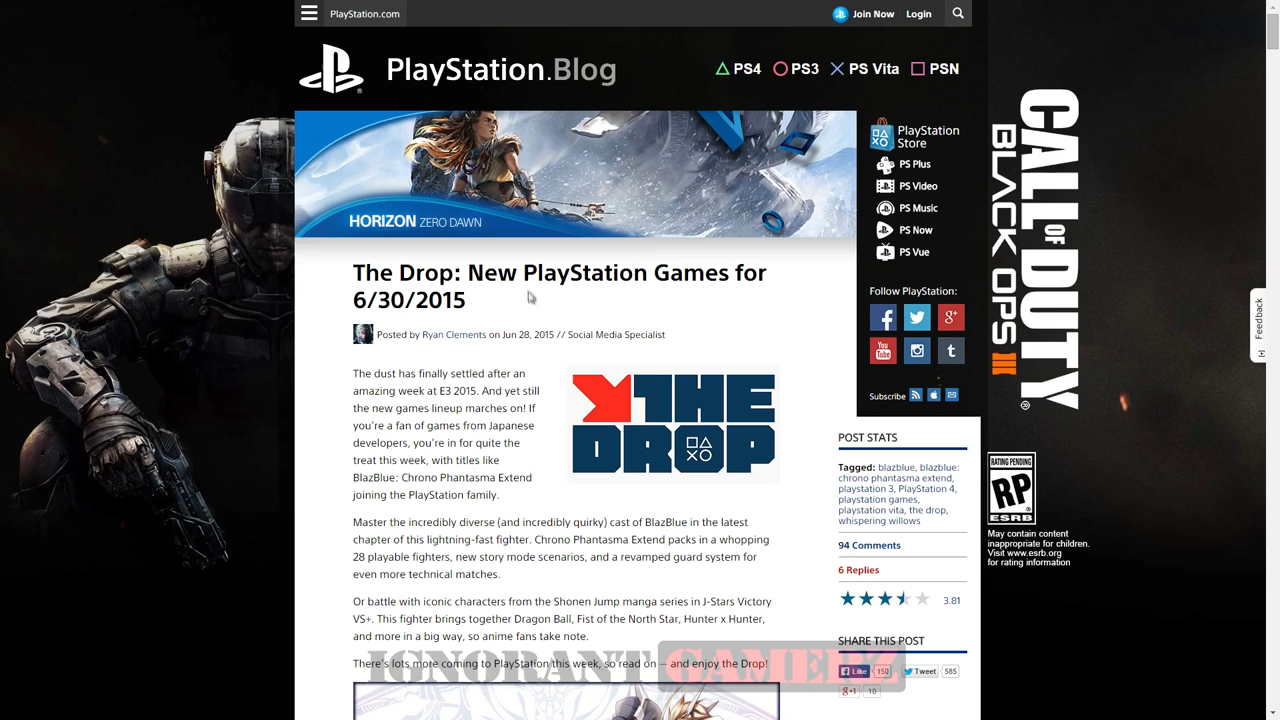 PlayStation.com
Join Now
Login
PlayStation.Blog
PS4
PS3
PS Vita
PSN
HORIZON ZERO DAWN
PlayStation
Store
PS Plus
PS Video
PS Music
PS Now
PS Vue
Follow PlayStation:
g+
You
Tube
t
Subscribe
The Drop: New PlayStation Games for
6/30/2015
Posted by Ryan Clements on Jun 28, 2015 // Social Media Specialist
The dust has finally settled after an
amazing week at E3 2015. And yet still
the new games lineup marches on! If
you're a fan of games from Japanese
developers, you're in for quite the
treat this week, with titles like
BlazBlue: Chrono Phantasma Extend
joining the PlayStation family.
THE
DROP
Master the incredibly diverse (and incredibly quirky) cast of BlazBlue in the latest
chapter of this lightning-fast fighter. Chrono Phantasma Extend packs in a whopping
28 playable fighters, new story mode scenarios, and a revamped guard system for
even more technical matches.
Or battle with iconic characters from the Shonen Jump manga series in J-Stars Victory
VS+. This fighter brings together Dragon Ball, Fist of the North Star, Hunter x Hunter,
and more in a big way, so anime fans take note.
There's lots more coming to PlayStation this week, so read on — and enjoy the Drop!
IGNORANT GAMERZ
POST STATS
Tagged: blazblue, blazblue:
chrono phantasma extend,
playstation 3, PlayStation 4,
playstation games,
playstation vita, the drop,
whispering willows
94 Comments
6 Replies
3.81
SHARE THIS POST
Like 150
Tweet 585
g+1 10
CALL OF DUTY
BLACK OPS III
®
RATING PENDING
RP
ESRB
May contain content
inappropriate for children.
Visit www.esrb.org
for rating information
Feedback
[+]